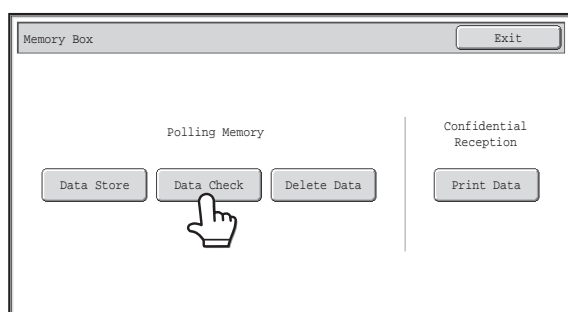 Memory Box
Exit
Polling Memory
Confidential
Reception
Data Store
Data Check
Delete Data
Print Data